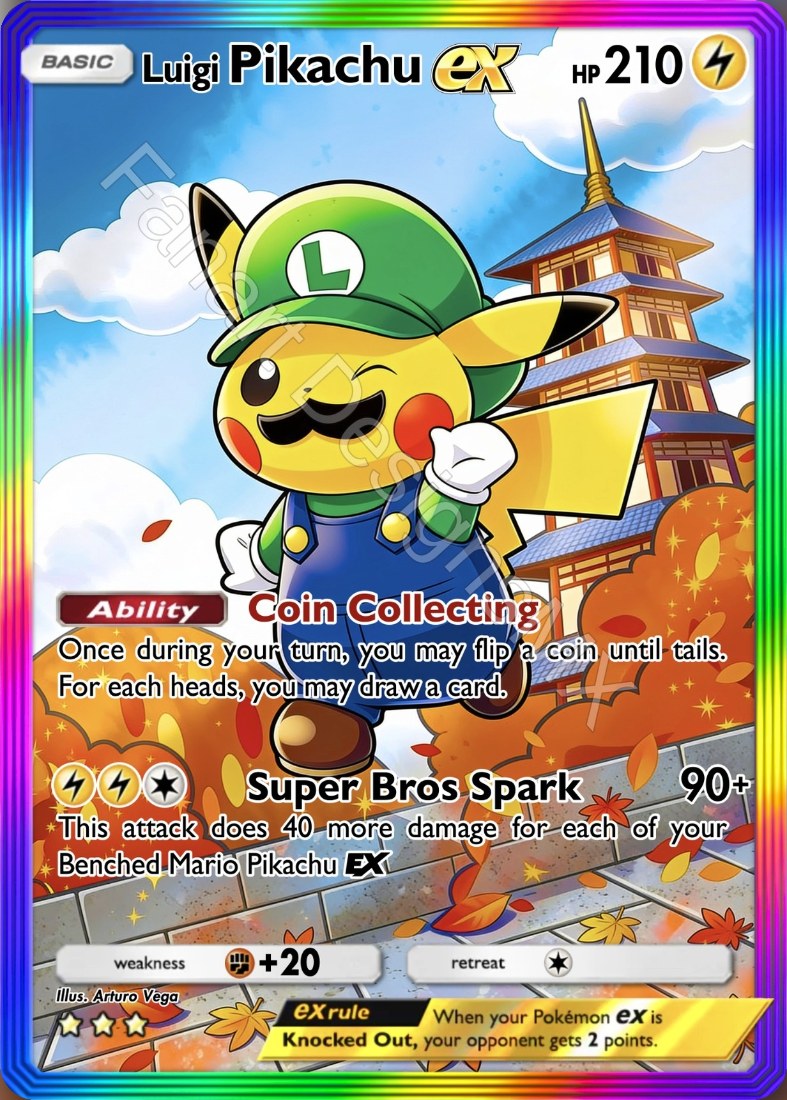 BASIC Luigi Pikachu ex HP 210
L
Fanart DesignMX
Ability Coin Collecting
Once during your turn, you may flip a coin until tails.
For each heads, you may draw a card.
Super Bros Spark 90+
This attack does 40 more damage for each of your
Benched Mario Pikachu EX
weakness +20 retreat
Illus. Arturo Vega
ex rule When your Pokémon ex is
Knocked Out, your opponent gets 2 points.